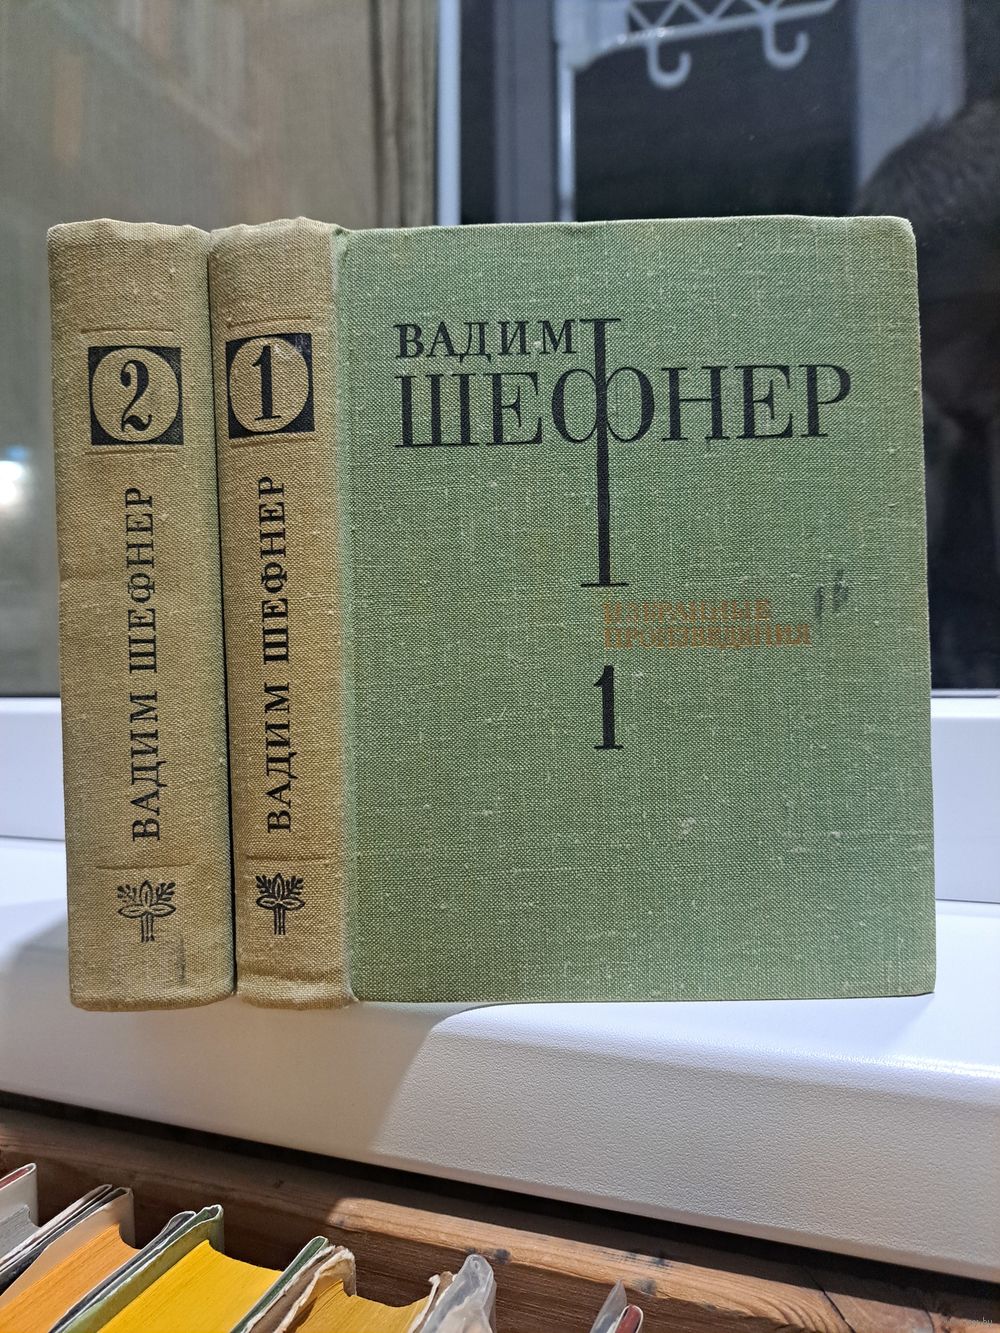 2
ВАДИМ ШЕФНЕР
1
ВАДИМ ШЕФНЕР
ВАДИМ
ШЕФНЕР
ИЗБРАННЫЕ
ПРОИЗВЕДЕНИЯ
1